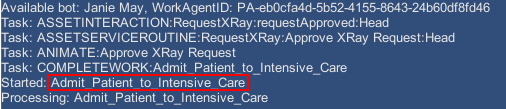 Available bot: Janie May, WorkAgentID: PA-eb0cfa4d-5b52-4155-8643-24b60df8fd46
Task: ASSETINTERACTION:RequestXRay:requestApproved:Head
Task: ASSETSERVICEROUTINE:RequestXRay:Approve XRay Request:Head
Task: ANIMATE:Approve XRay Request
Task: COMPLETEWORK:Admit_Patient_to_Intensive_Care
Started: Admit_Patient_to_Intensive_Care
Processing: Admit_Patient_to_Intensive_Care